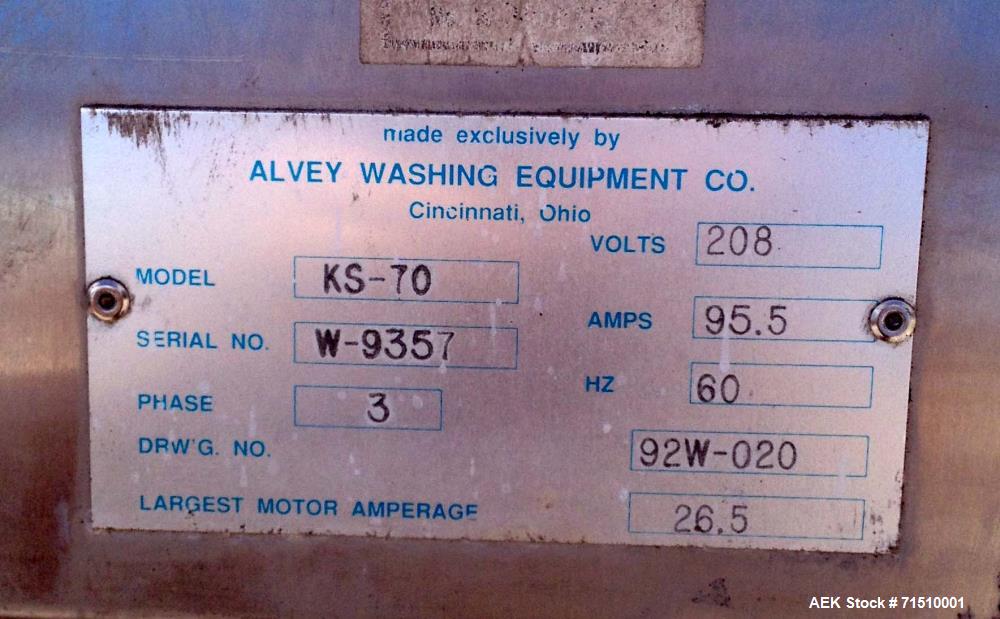 made exclusively by
ALVEY WASHING EQUIPMENT CO.
Cincinnati, Ohio
VOLTS 208
MODEL KS-70
AMPS 95.5
SERIAL NO. W-9357
HZ 60
PHASE 3
DRW'G. NO. 92W-020
LARGEST MOTOR AMPERAGE 26.5
AEK Stock # 71510001